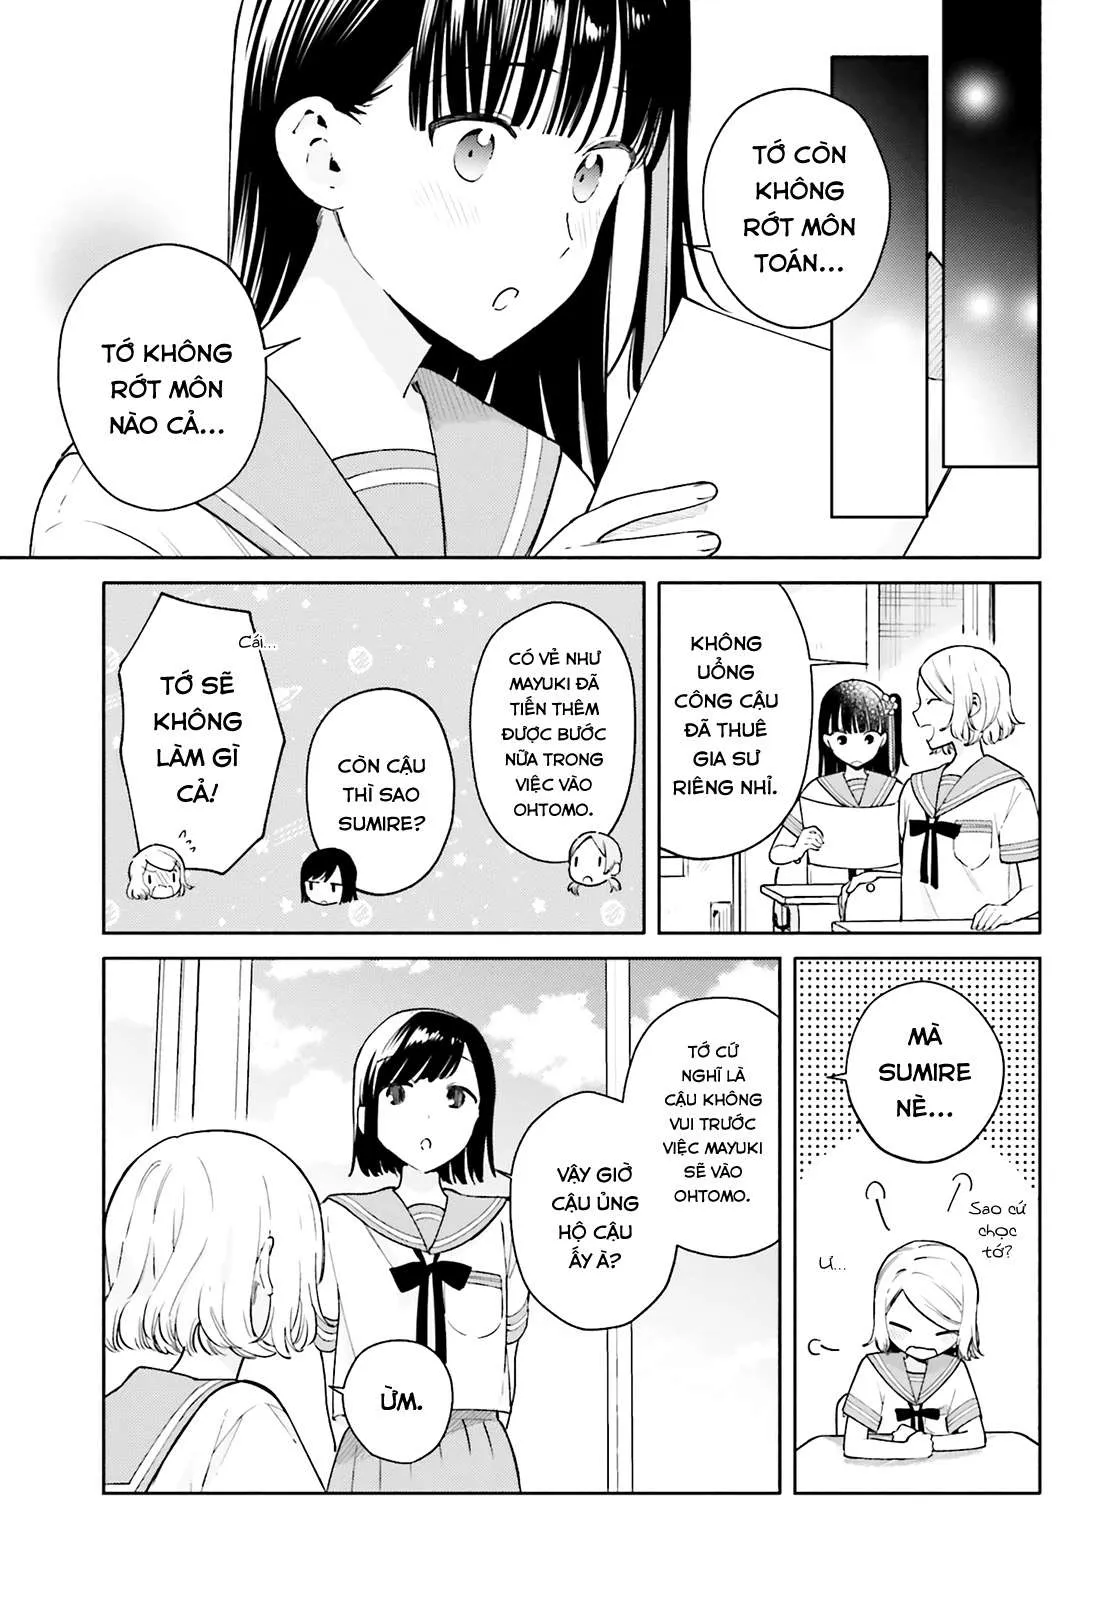 TỚ CÒN
KHÔNG
RỚT MÔN
TOÁN...
TỚ KHÔNG
RỚT MÔN
NÀO CẢ...
KHÔNG
UỔNG
CÔNG CẬU
ĐÃ THUÊ
GIA SƯ
RIÊNG NHỈ.
CÓ VẺ NHƯ
MAYUKI ĐÃ
TIẾN THÊM
ĐƯỢC BƯỚC
NỮA TRONG
VIỆC VÀO
OHTOMO.
CÒN CẬU
THÌ SAO
SUMIRE?
Cái...
TỚ SẼ
KHÔNG
LÀM GÌ
CẢ!
MÀ
SUMIRE
NÈ...
Sao cứ
chọc
tớ?
Ư...
TỚ CỨ
NGHĨ LÀ
CẬU KHÔNG
VUI TRƯỚC
VIỆC MAYUKI
SẼ VÀO
OHTOMO.
VẬY GIỜ
CẬU ỦNG
HỘ CẬU
ẤY À?
ỪM.